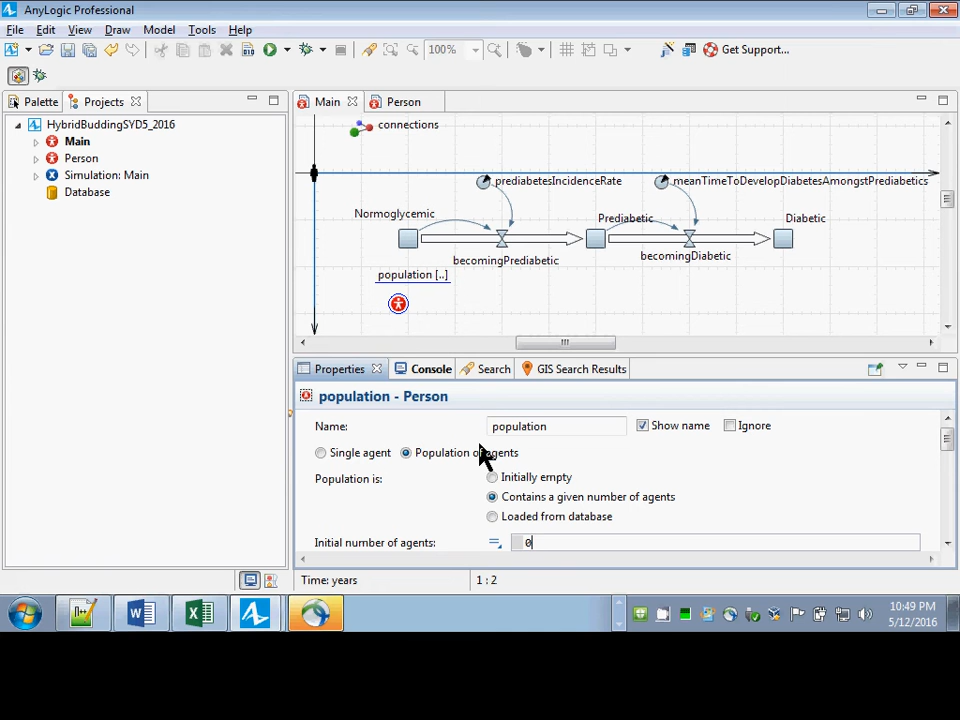 AnyLogic Professional
File Edit View Draw Model Tools Help
100% Get Support...
Palette Projects Main Person
HybridBuddingSYD5_2016
Main
Person
Simulation: Main
Database
connections
prediabetesIncidenceRate meanTimeToDevelopDiabetesAmongstPrediabetics
Normoglycemic Prediabetic Diabetic
becomingPrediabetic becomingDiabetic
population [..]
Properties Console Search GIS Search Results
population - Person
Name: population Show name Ignore
Single agent Population of agents
Population is: Initially empty
Contains a given number of agents
Loaded from database
Initial number of agents: 0
Time: years 1 : 2
10:49 PM
5/12/2016